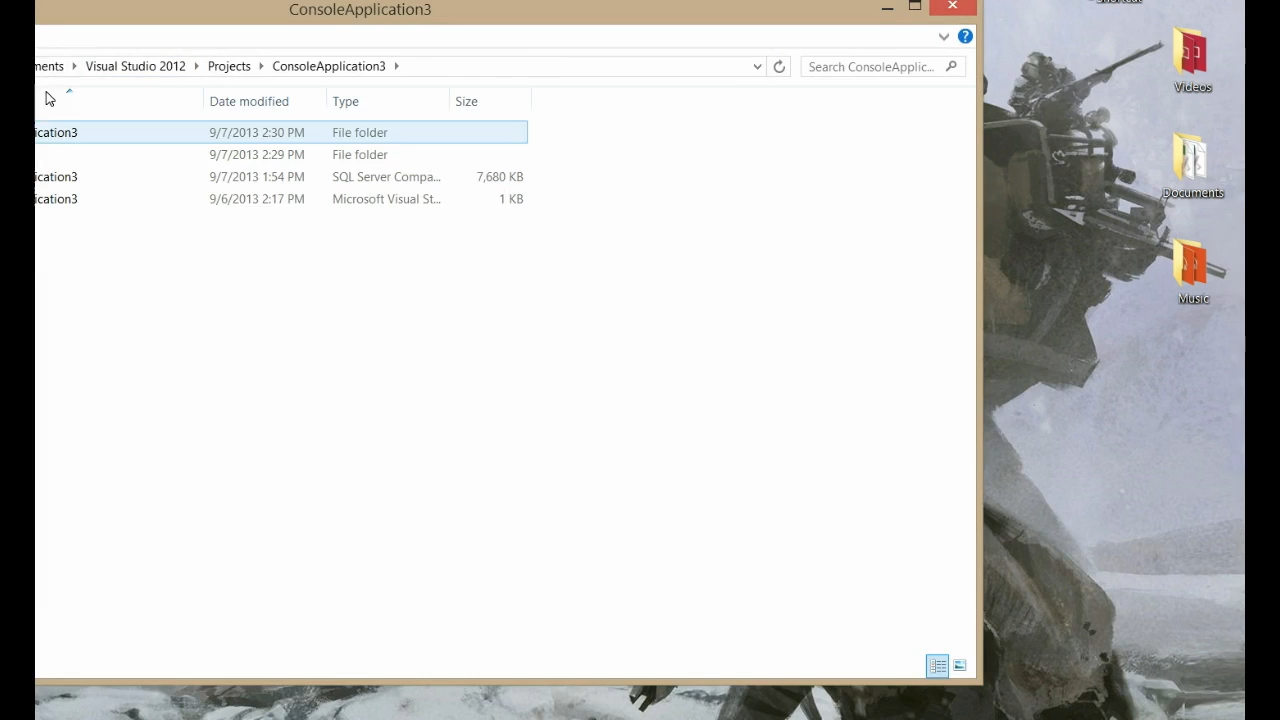 ConsoleApplication3
ments Visual Studio 2012 Projects ConsoleApplication3 Search ConsoleApplic...
Date modified Type Size
ication3 9/7/2013 2:30 PM File folder
9/7/2013 2:29 PM File folder
ication3 9/7/2013 1:54 PM SQL Server Compa... 7,680 KB
ication3 9/6/2013 2:17 PM Microsoft Visual St... 1 KB
Videos
Documents
Music